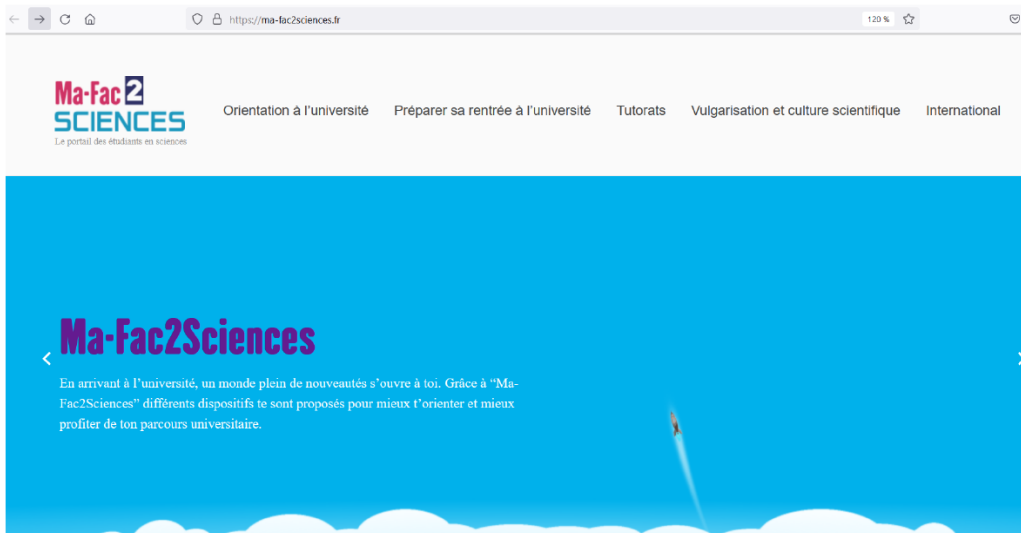 https://ma-fac2sciences.fr
120 %
Ma-Fac 2
SCIENCES
Le portail des étudiants en sciences
Orientation à l'université Préparer sa rentrée à l'université Tutorats Vulgarisation et culture scientifique International
Ma-Fac2Sciences
En arrivant à l'université, un monde plein de nouveautés s'ouvre à toi. Grâce à “Ma-
Fac2Sciences” différents dispositifs te sont proposés pour mieux t'orienter et mieux
profiter de ton parcours universitaire.